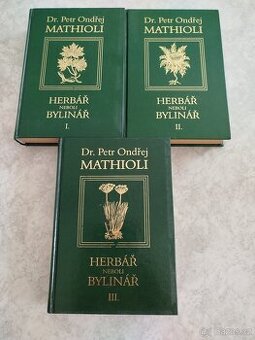 Dr. Petr Ondřej
MATHIOLI
HERBÁŘ
NEBOLI
BYLINÁŘ
I.
Dr. Petr Ondřej
MATHIOLI
HERBÁŘ
NEBOLI
BYLINÁŘ
II.
Dr. Petr Ondřej
MATHIOLI
HERBÁŘ
NEBOLI
BYLINÁŘ
III.